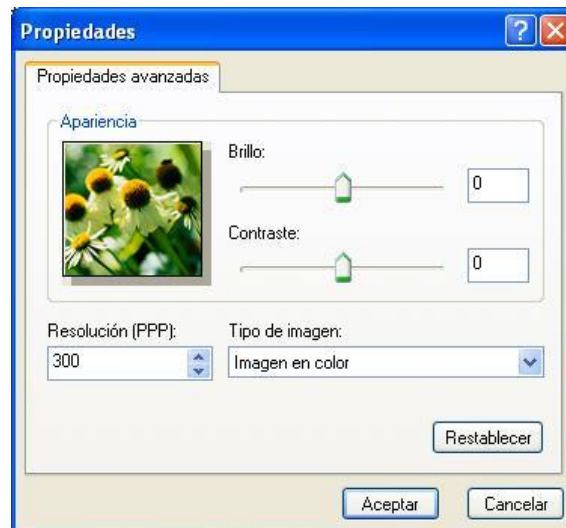 Propiedades
Propiedades avanzadas
Apariencia
Brillo:
0
Contraste:
0
Resolución (PPP):
300
Tipo de imagen:
Imagen en color
Restablecer
Aceptar
Cancelar